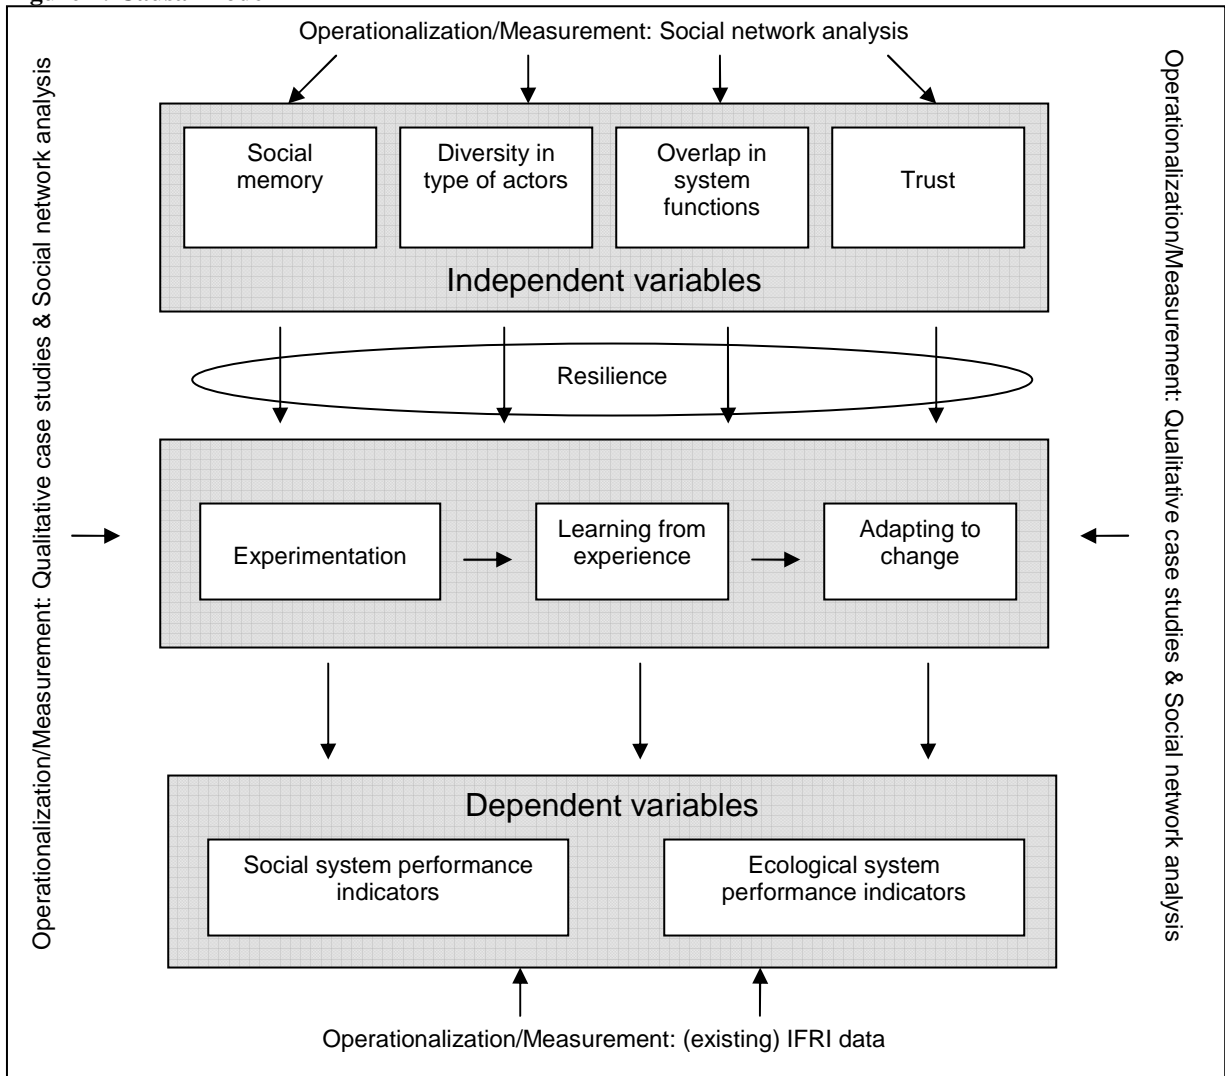 Operationalization/Measurement: Social network analysis
Social
memory
Diversity in
type of actors
Overlap in
system
functions
Trust
Independent variables
Resilience
Experimentation
Learning from
experience
Adapting to
change
Dependent variables
Social system performance
indicators
Ecological system
performance indicators
Operationalization/Measurement: (existing) IFRI data
Operationalization/Measurement: Qualitative case studies & Social network analysis
Operationalization/Measurement: Qualitative case studies & Social network analysis